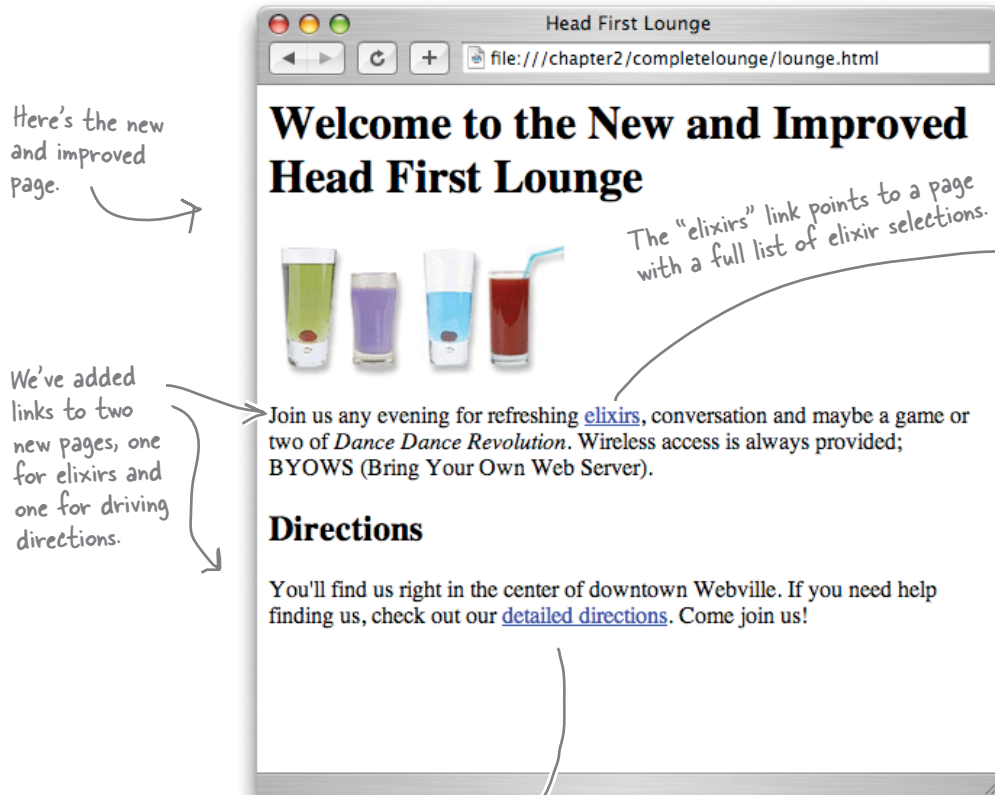 Head First Lounge
file:///chapter2/completelounge/lounge.html
Here's the new
and improved
page.
Welcome to the New and Improved
Head First Lounge
The "elixirs" link points to a page
with a full list of elixir selections.
We've added
links to two
new pages, one
for elixirs and
one for driving
directions.
Join us any evening for refreshing elixirs, conversation and maybe a game or
two of Dance Dance Revolution. Wireless access is always provided;
BYOWS (Bring Your Own Web Server).
Directions
You'll find us right in the center of downtown Webville. If you need help
finding us, check out our detailed directions. Come join us!